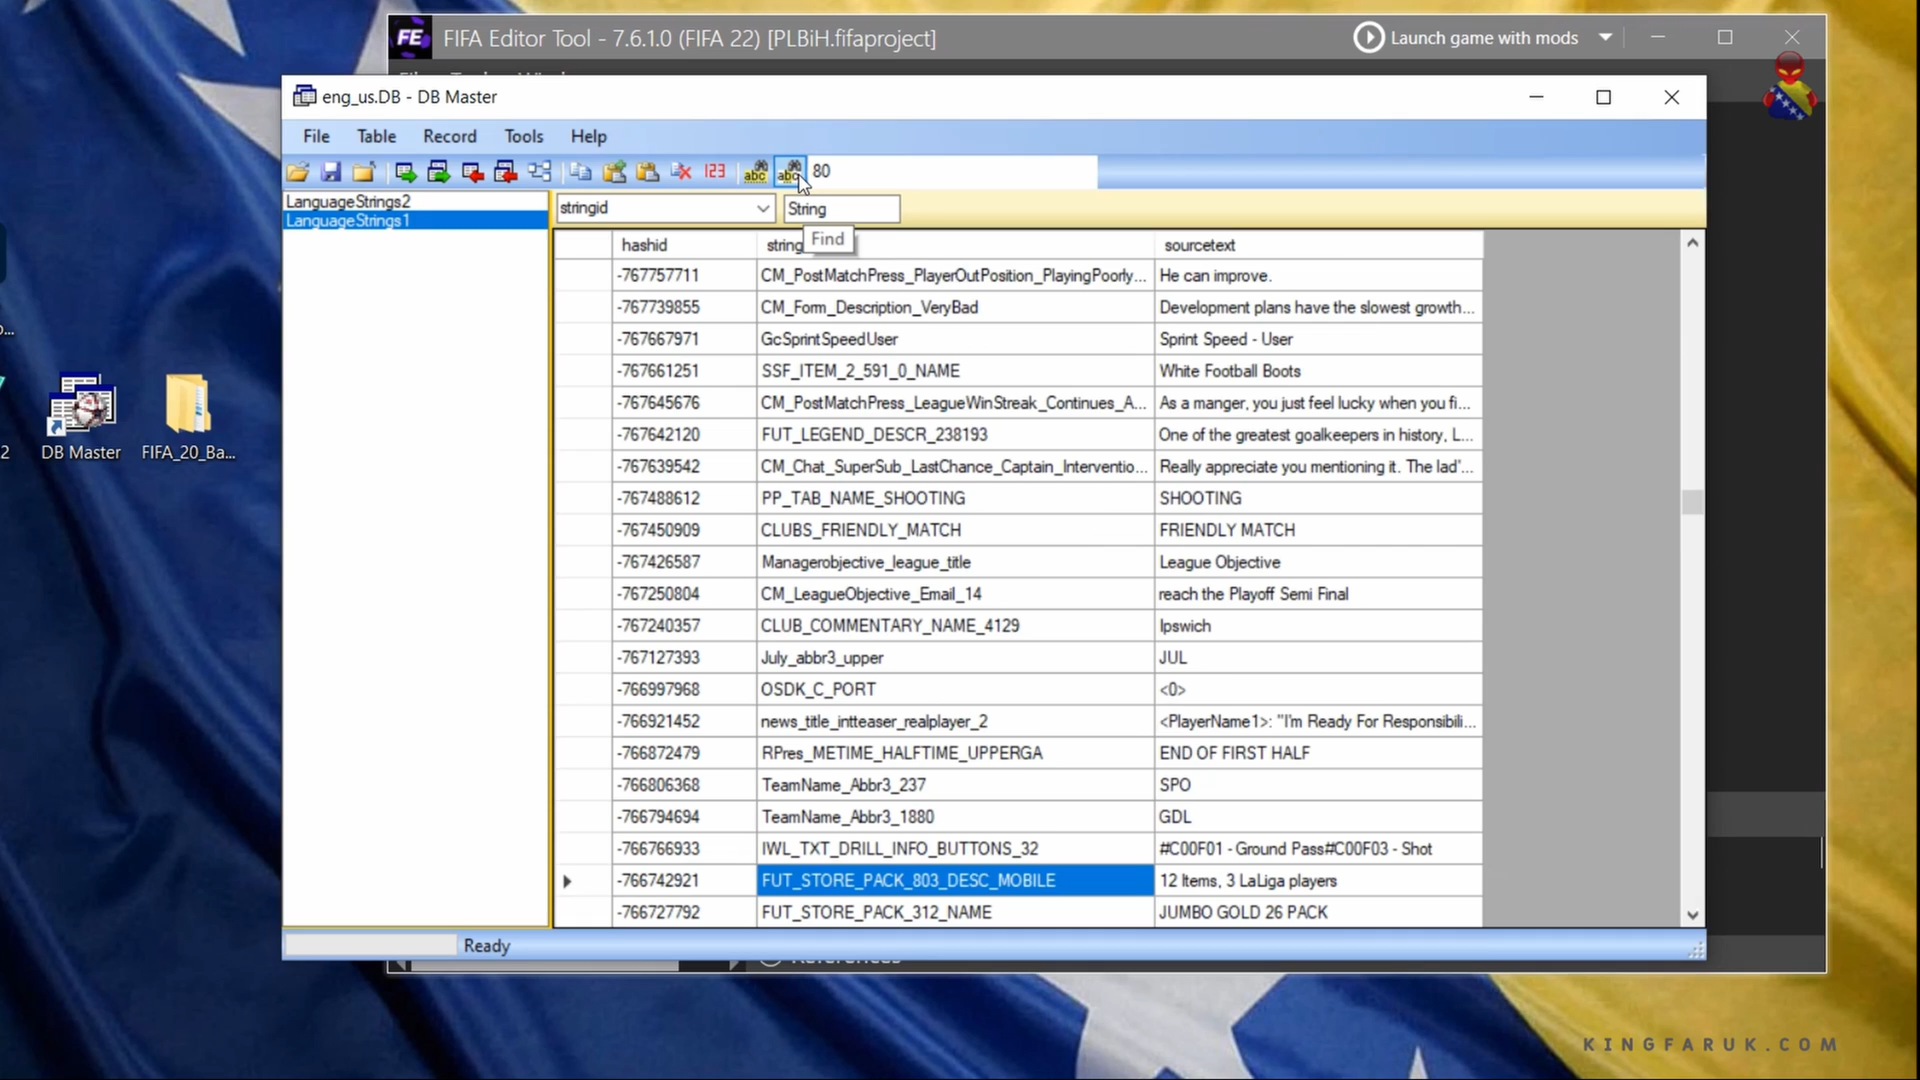 FE FIFA Editor Tool - 7.6.1.0 (FIFA 22) [PLBiH.fifaproject] Launch game with mods
eng_us.DB - DB Master
File Table Record Tools Help
123 abc abc 80
LanguageStrings2
LanguageStrings1
stringid String
Find
hashid string sourcetext
-767757711 CM_PostMatchPress_PlayerOutPosition_PlayingPoorly... He can improve.
-767739855 CM_Form_Description_VeryBad Development plans have the slowest growth...
-767667971 GcSprintSpeedUser Sprint Speed - User
-767661251 SSF_ITEM_2_591_0_NAME White Football Boots
-767645676 CM_PostMatchPress_LeagueWinStreak_Continues_A... As a manger, you just feel lucky when you fi...
-767642120 FUT_LEGEND_DESCR_238193 One of the greatest goalkeepers in history, L...
-767639542 CM_Chat_SuperSub_LastChance_Captain_Interventio... Really appreciate you mentioning it. The lad'...
-767488612 PP_TAB_NAME_SHOOTING SHOOTING
-767450909 CLUBS_FRIENDLY_MATCH FRIENDLY MATCH
-767426587 Managerobjective_league_title League Objective
-767250804 CM_LeagueObjective_Email_14 reach the Playoff Semi Final
-767240357 CLUB_COMMENTARY_NAME_4129 Ipswich
-767127393 July_abbr3_upper JUL
-766997968 OSDK_C_PORT <0>
-766921452 news_title_intteaser_realplayer_2 <PlayerName1>: "I'm Ready For Responsibili...
-766872479 RPres_METIME_HALFTIME_UPPERGA END OF FIRST HALF
-766806368 TeamName_Abbr3_237 SPO
-766794694 TeamName_Abbr3_1880 GDL
-766766933 IWL_TXT_DRILL_INFO_BUTTONS_32 #C00F01 - Ground Pass#C00F03 - Shot
-766742921 FUT_STORE_PACK_803_DESC_MOBILE 12 Items, 3 LaLiga players
-766727792 FUT_STORE_PACK_312_NAME JUMBO GOLD 26 PACK
Ready
DB Master
FIFA_20_Ba...
KINGFARUK.COM